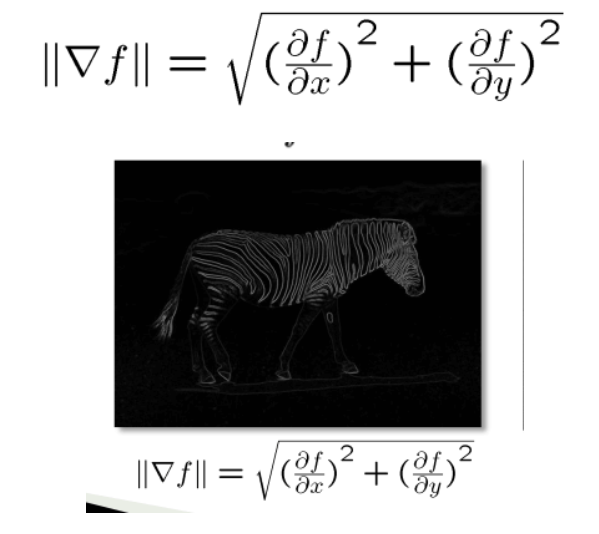 ‖∇f‖ = √((∂f/∂x)² + (∂f/∂y)²)
‖∇f‖ = √((∂f/∂x)² + (∂f/∂y)²)